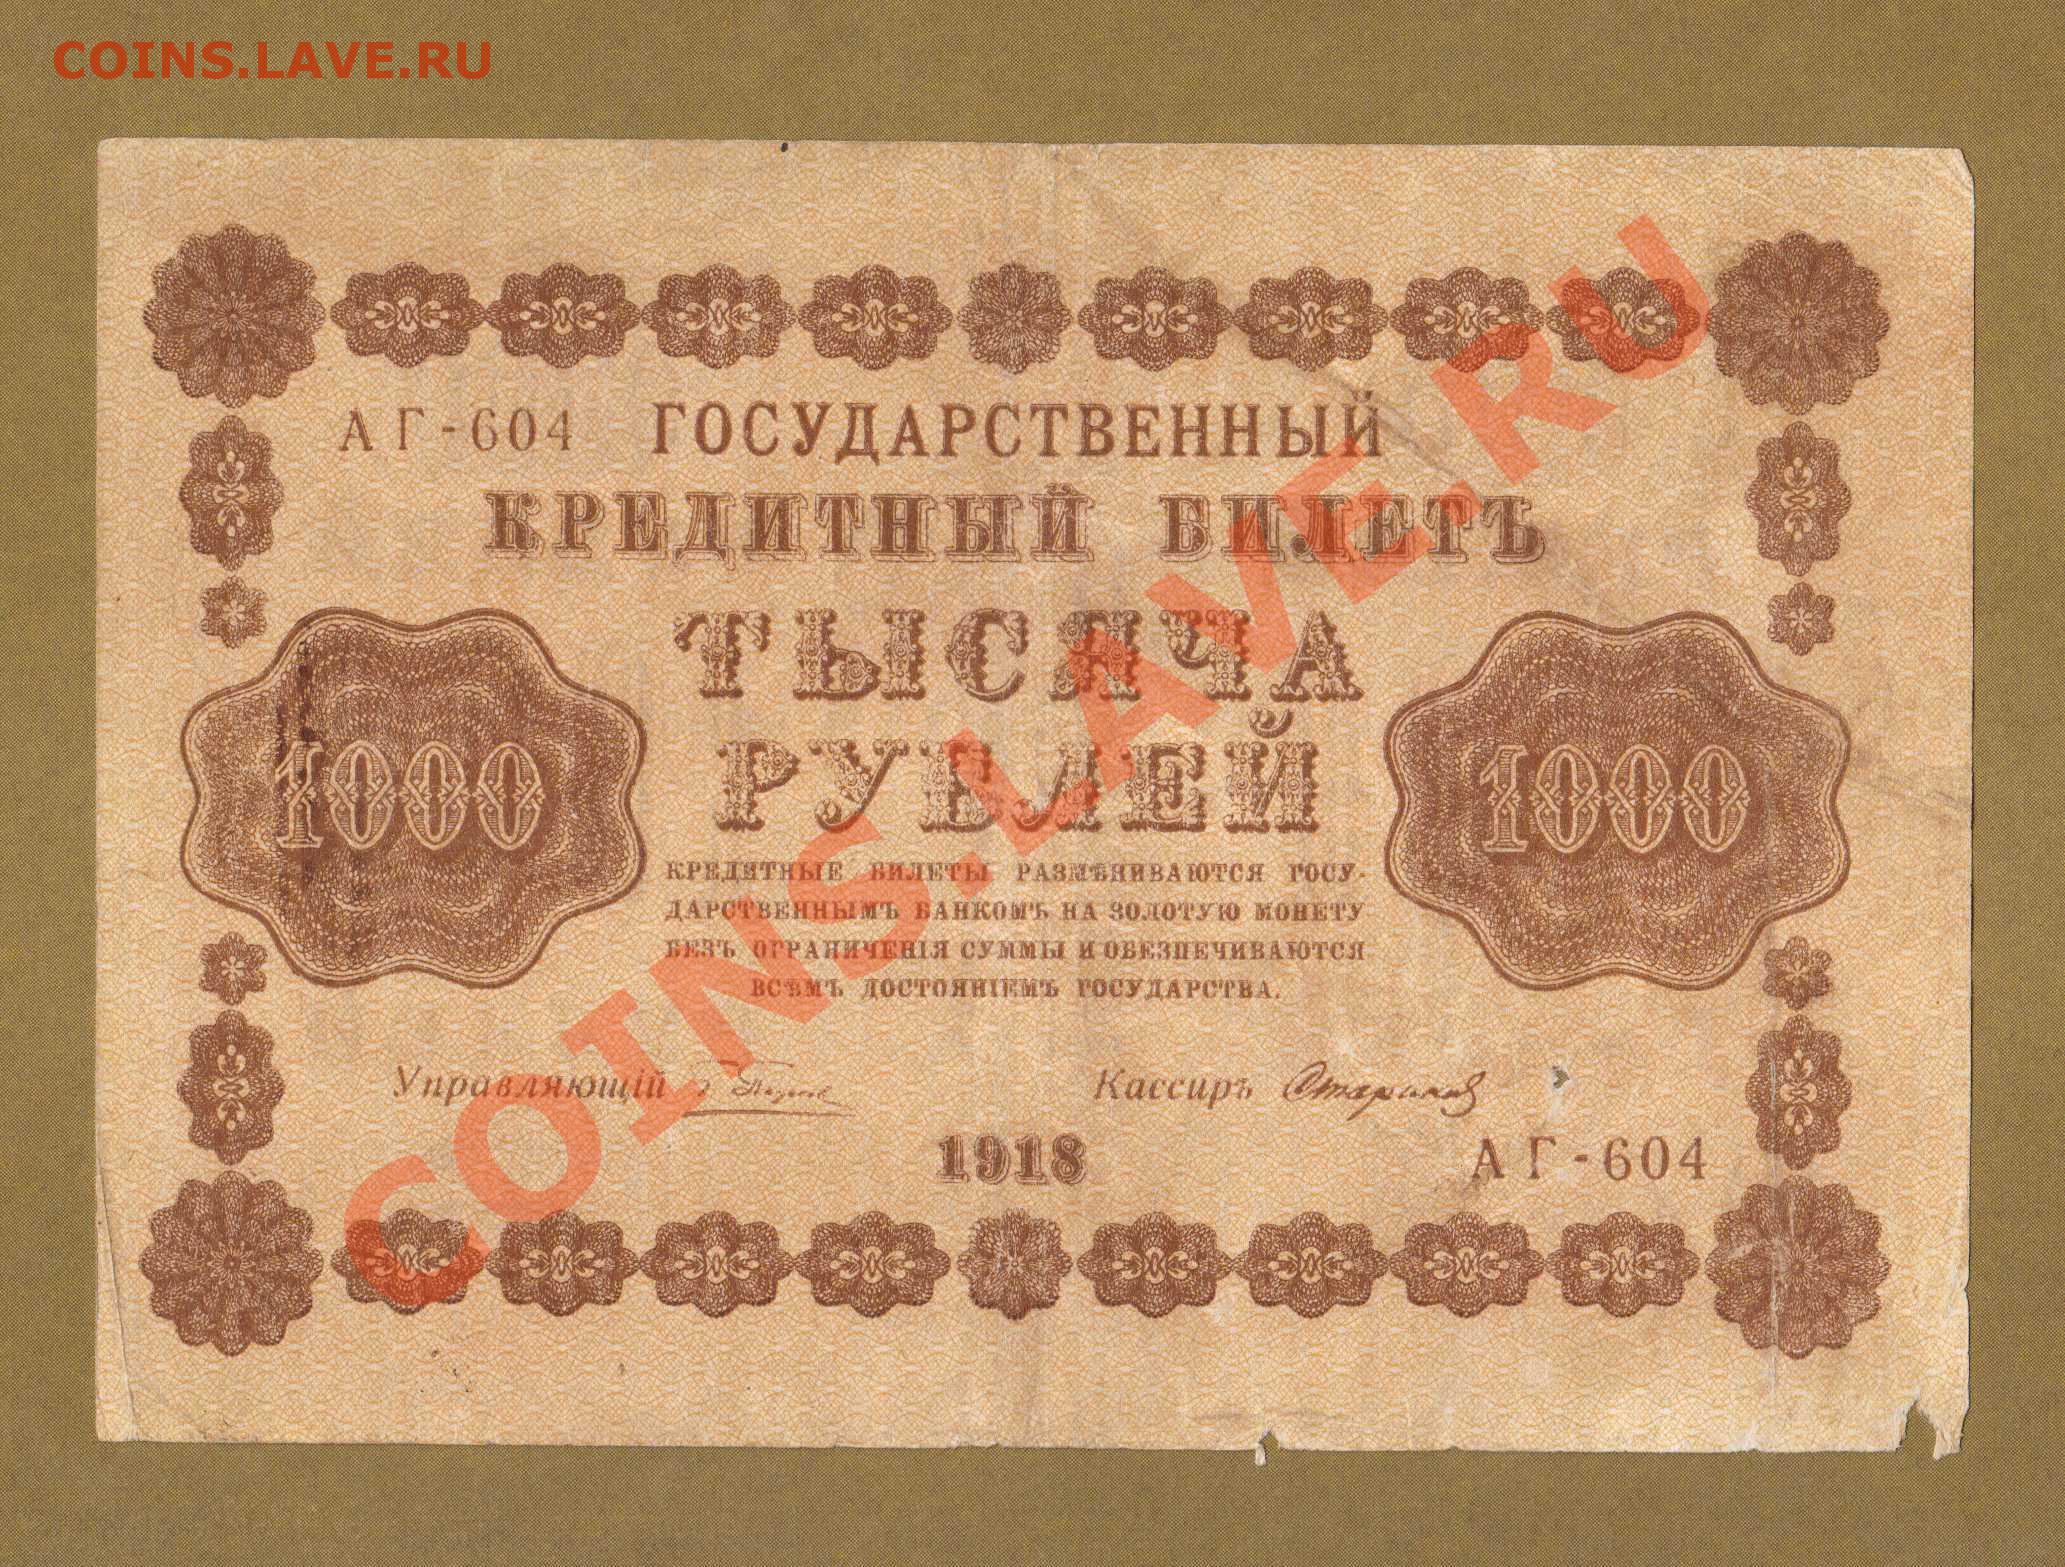 COINS.LAVE.RU
АГ-604 ГОСУДАРСТВЕННЫЙ
КРЕДИТНЫЙ БИЛЕТЪ
ТЫСЯЧА
РУБЛЕЙ
1000 1000
КРЕДИТНЫЕ БИЛЕТЫ РАЗМѢНИВАЮТСЯ ГОСУ-
ДАРСТВЕННЫМЪ БАНКОМЪ НА ЗОЛОТУЮ МОНЕТУ
БЕЗЪ ОГРАНИЧЕНІЯ СУММЫ И ОБЕЗПЕЧИВАЮТСЯ
ВСѢМЪ ДОСТОЯНІЕМЪ ГОСУДАРСТВА.
Управляющій Кассиръ
1918
АГ-604
COINS.LAVE.RU